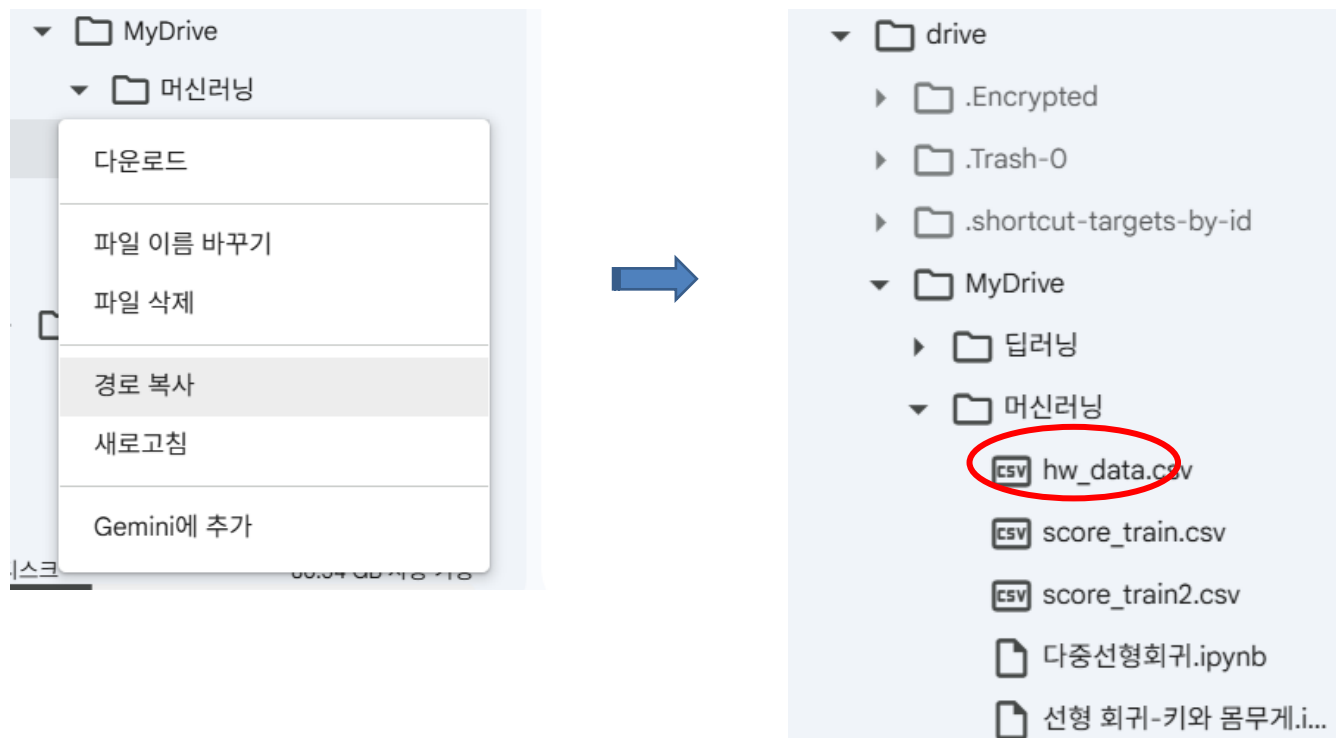 MyDrive
머신러닝
다운로드
파일 이름 바꾸기
파일 삭제
경로 복사
새로고침
Gemini에 추가
drive
.Encrypted
.Trash-0
.shortcut-targets-by-id
MyDrive
딥러닝
머신러닝
CSV hw_data.csv
CSV score_train.csv
CSV score_train2.csv
다중선형회귀.ipynb
선형 회귀-키와 몸무게.i...